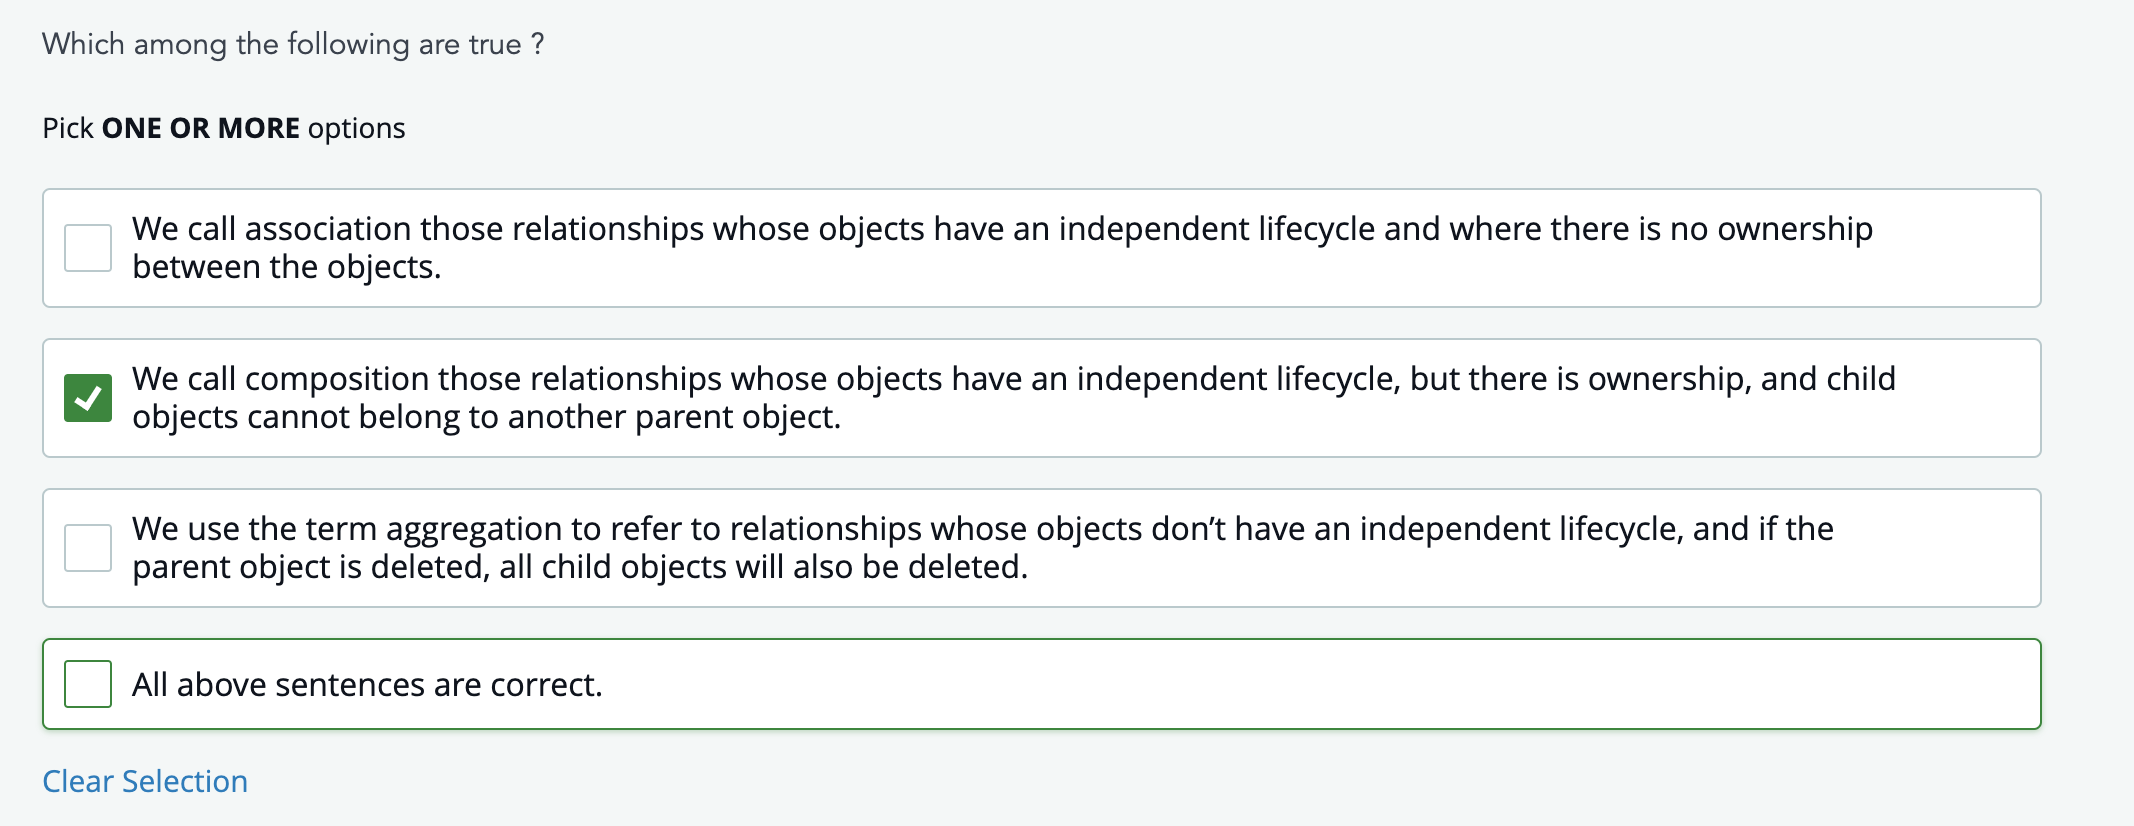 Which among the following are true ?
Pick ONE OR MORE options
We call association those relationships whose objects have an independent lifecycle and where there is no ownership
between the objects.
We call composition those relationships whose objects have an independent lifecycle, but there is ownership, and child
objects cannot belong to another parent object.
We use the term aggregation to refer to relationships whose objects don’t have an independent lifecycle, and if the
parent object is deleted, all child objects will also be deleted.
All above sentences are correct.
Clear Selection